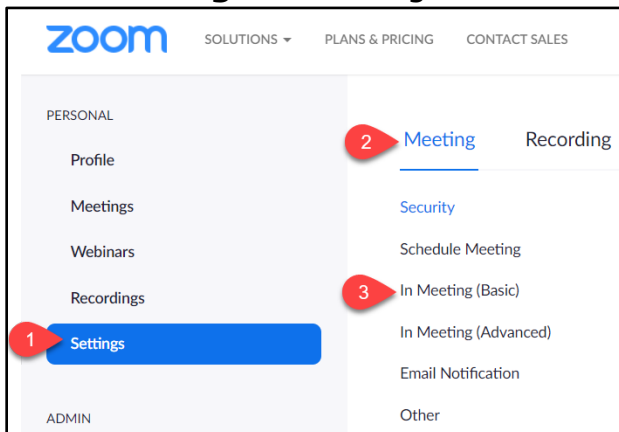 zoom SOLUTIONS PLANS & PRICING CONTACT SALES
PERSONAL
Profile
Meetings
Webinars
Recordings
1 Settings
ADMIN
2 Meeting Recording
Security
Schedule Meeting
3 In Meeting (Basic)
In Meeting (Advanced)
Email Notification
Other